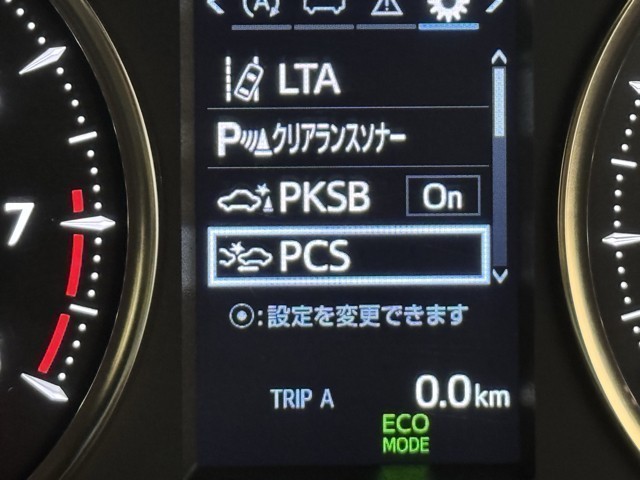 LTA
P クリアランスソナー
PKSB On
PCS
:設定を変更できます
TRIP A 0.0km
ECO
MODE
7